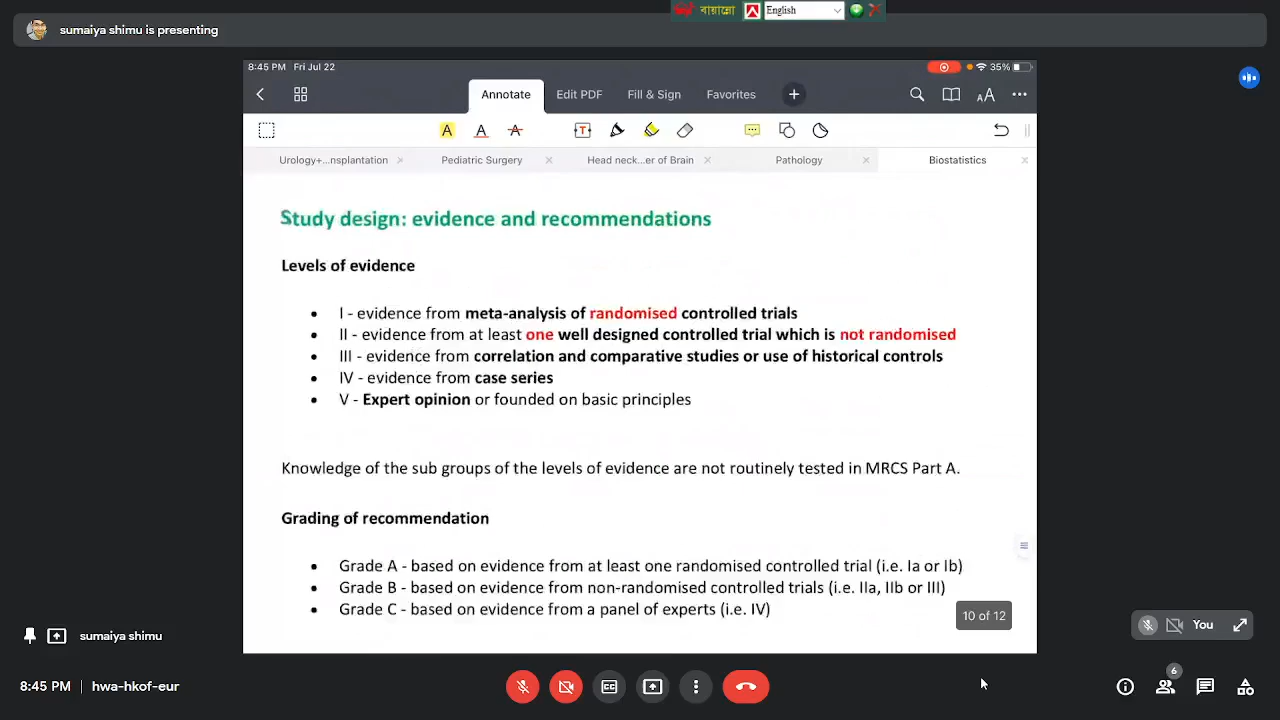 বায়ান্নো English
sumaiya shimu is presenting
8:45 PM Fri Jul 22
35%
Annotate Edit PDF Fill & Sign Favorites
AA
A A A T
Urology+...nsplantation Pediatric Surgery Head neck...er of Brain Pathology Biostatistics
Study design: evidence and recommendations
Levels of evidence
• I - evidence from meta-analysis of randomised controlled trials
• II - evidence from at least one well designed controlled trial which is not randomised
• III - evidence from correlation and comparative studies or use of historical controls
• IV - evidence from case series
• V - Expert opinion or founded on basic principles
Knowledge of the sub groups of the levels of evidence are not routinely tested in MRCS Part A.
Grading of recommendation
• Grade A - based on evidence from at least one randomised controlled trial (i.e. Ia or Ib)
• Grade B - based on evidence from non-randomised controlled trials (i.e. IIa, IIb or III)
• Grade C - based on evidence from a panel of experts (i.e. IV)
10 of 12
sumaiya shimu
You
8:45 PM | hwa-hkof-eur
CC
6